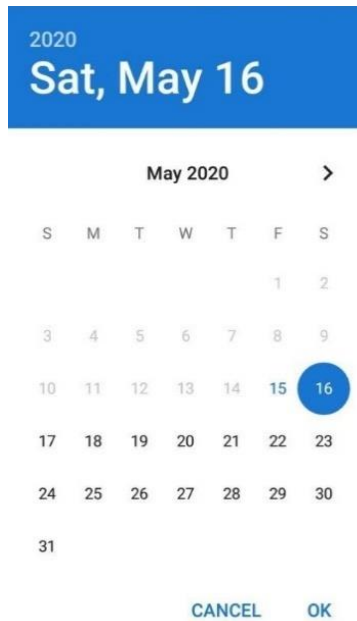 2020
Sat, May 16
May 2020 >
S M T W T F S
1 2
3 4 5 6 7 8 9
10 11 12 13 14 15 16
17 18 19 20 21 22 23
24 25 26 27 28 29 30
31
CANCEL OK